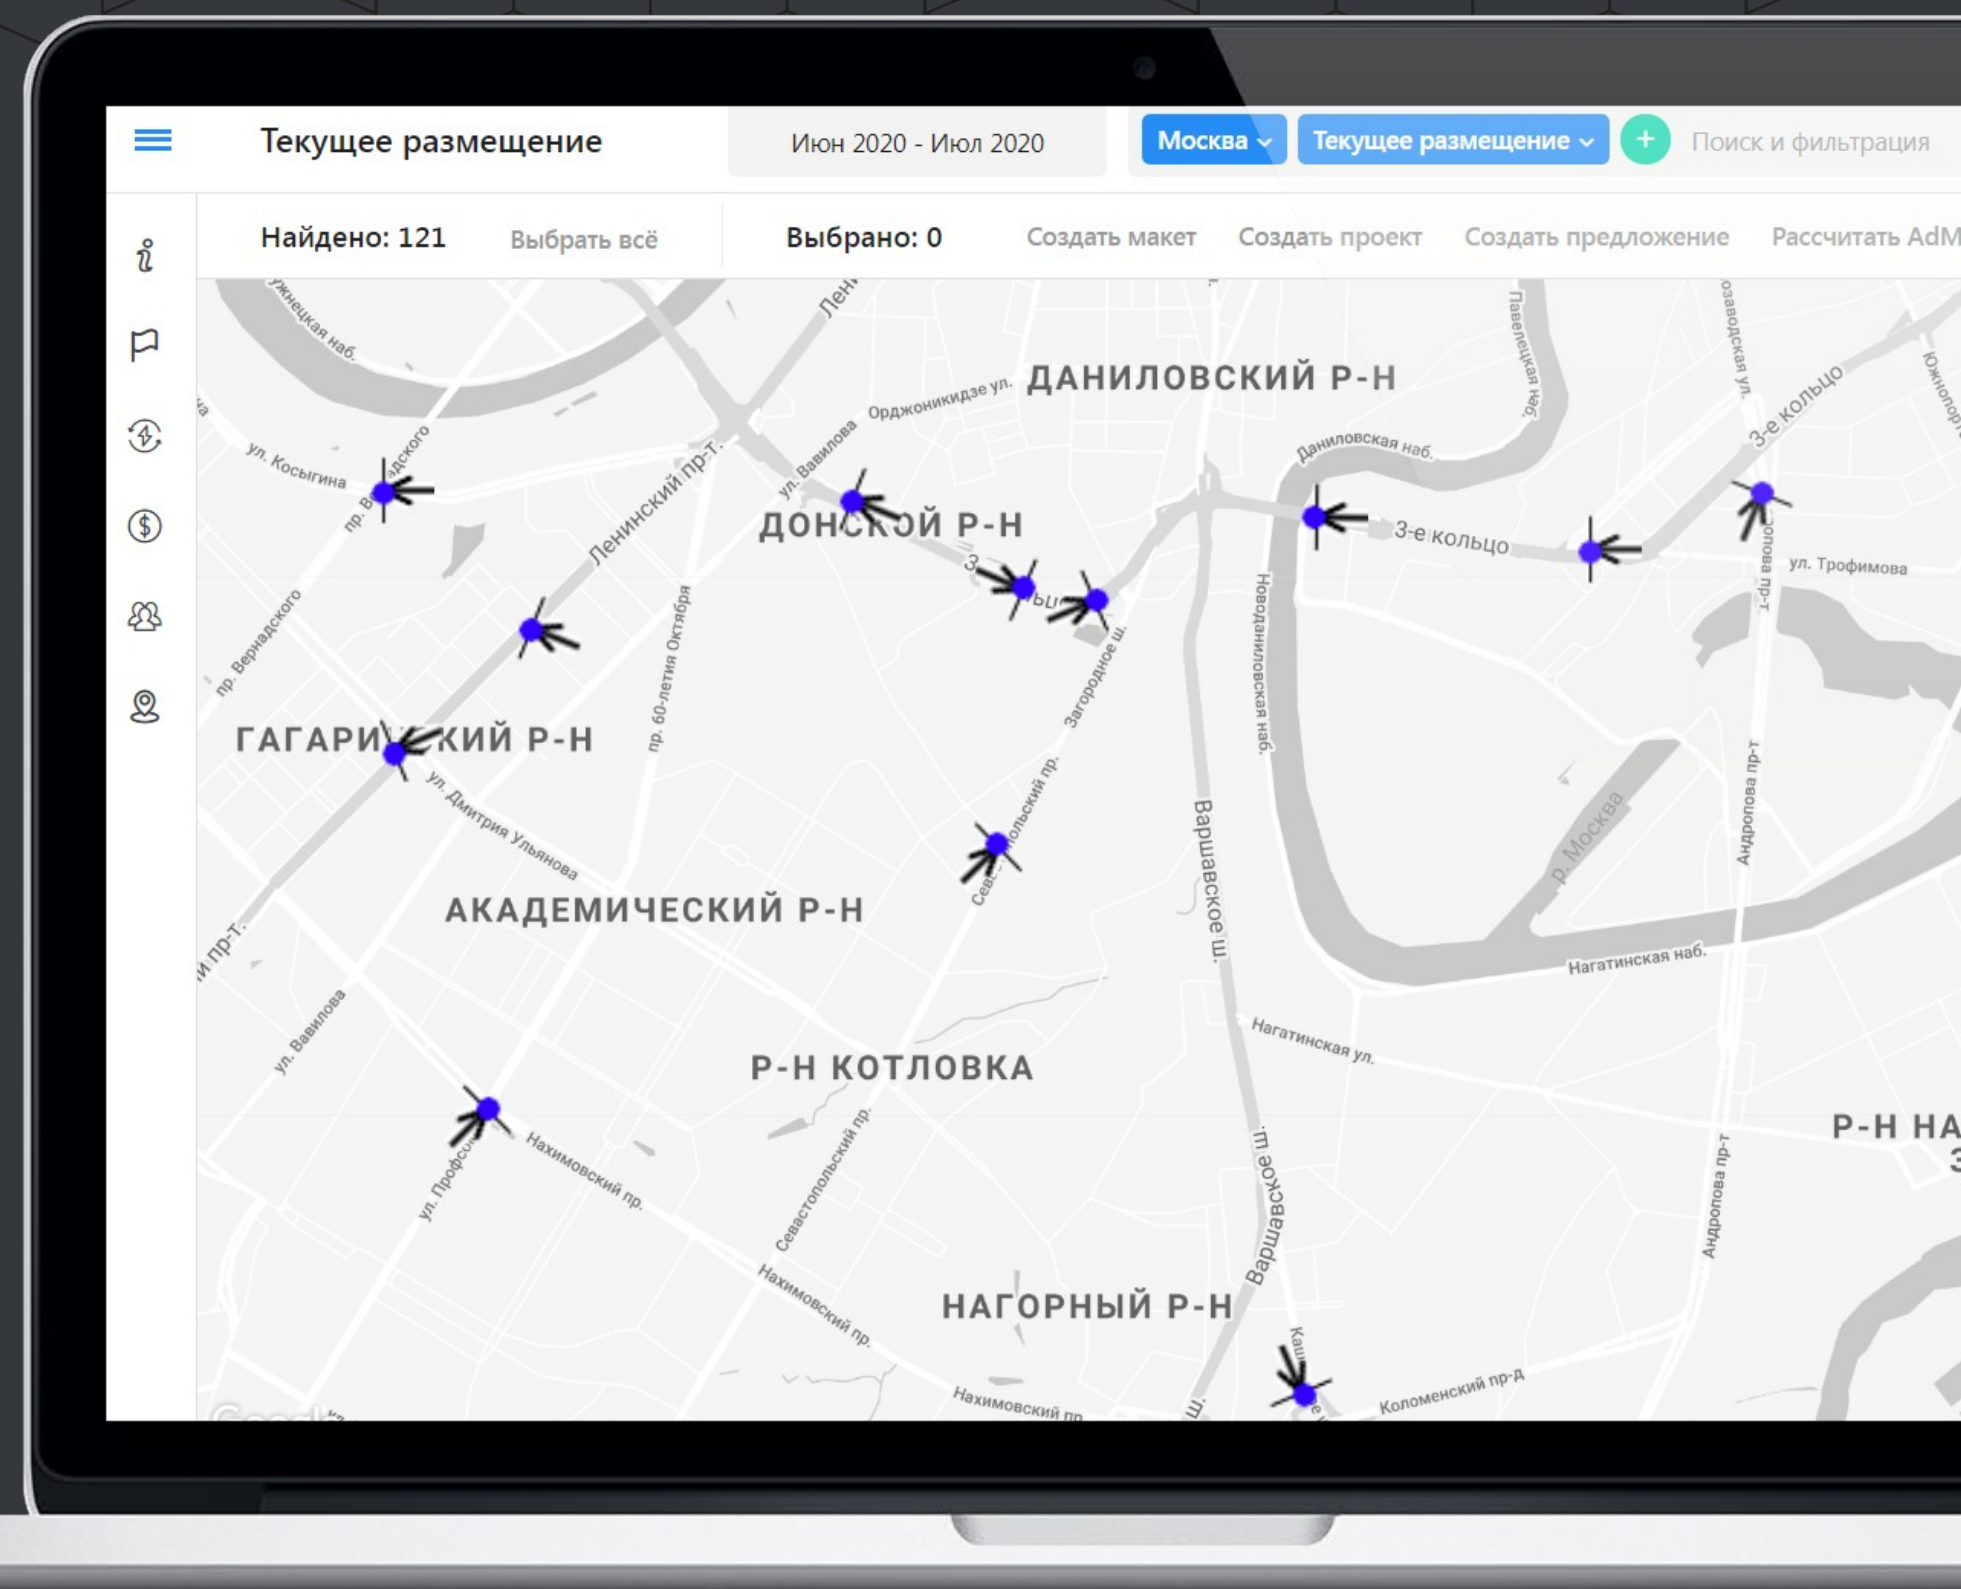 Текущее размещение
Июн 2020 - Июл 2020
Москва
Текущее размещение
+
Поиск и фильтрация
Найдено: 121
Выбрать всё
Выбрано: 0
Создать макет
Создать проект
Создать предложение
Рассчитать AdM
ДАНИЛОВСКИЙ Р-Н
Орджоникидзе ул.
Павелецкая наб.
3-е кольцо
Даниловская наб.
ул. Косыгина
ул. Вавилова
Ленинский пр-т.
ДОНСКОЙ Р-Н
3-е кольцо
ул. Трофимова
пр. Вернадского
пр. 60-летия Октября
Новоданиловская наб.
Загородное ш.
ул. Дмитрия Ульянова
Варшавское ш.
Андропова пр-т
р. Москва
АКАДЕМИЧЕСКИЙ Р-Н
Нагатинская наб.
ул. Вавилова
Нагатинская ул.
Р-Н КОТЛОВКА
Р-Н НА
Нахимовский пр.
Севастопольский пр.
Варшавское ш.
Андропова пр-т
Нахимовский пр.
НАГОРНЫЙ Р-Н
Коломенский пр-д
Нахимовский пр
Google